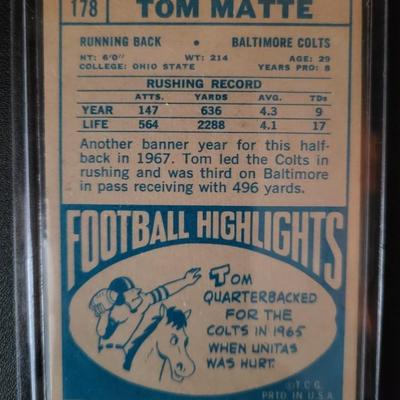 178 TOM MATTE
RUNNING BACK • BALTIMORE COLTS
HT: 6'0" WT: 214 AGE: 29
COLLEGE: OHIO STATE YEARS PRO: 8
RUSHING RECORD
ATTS. YARDS AVG. TDs
YEAR 147 636 4.3 9
LIFE 564 2288 4.1 17
Another banner year for this half-
back in 1967. Tom led the Colts in
rushing and was third on Baltimore
in pass receiving with 496 yards.
FOOTBALL HIGHLIGHTS
TOM
QUARTERBACKED
FOR THE
COLTS IN 1965
WHEN UNITAS
WAS HURT.
© T.C.G.
PRTD IN U.S.A.